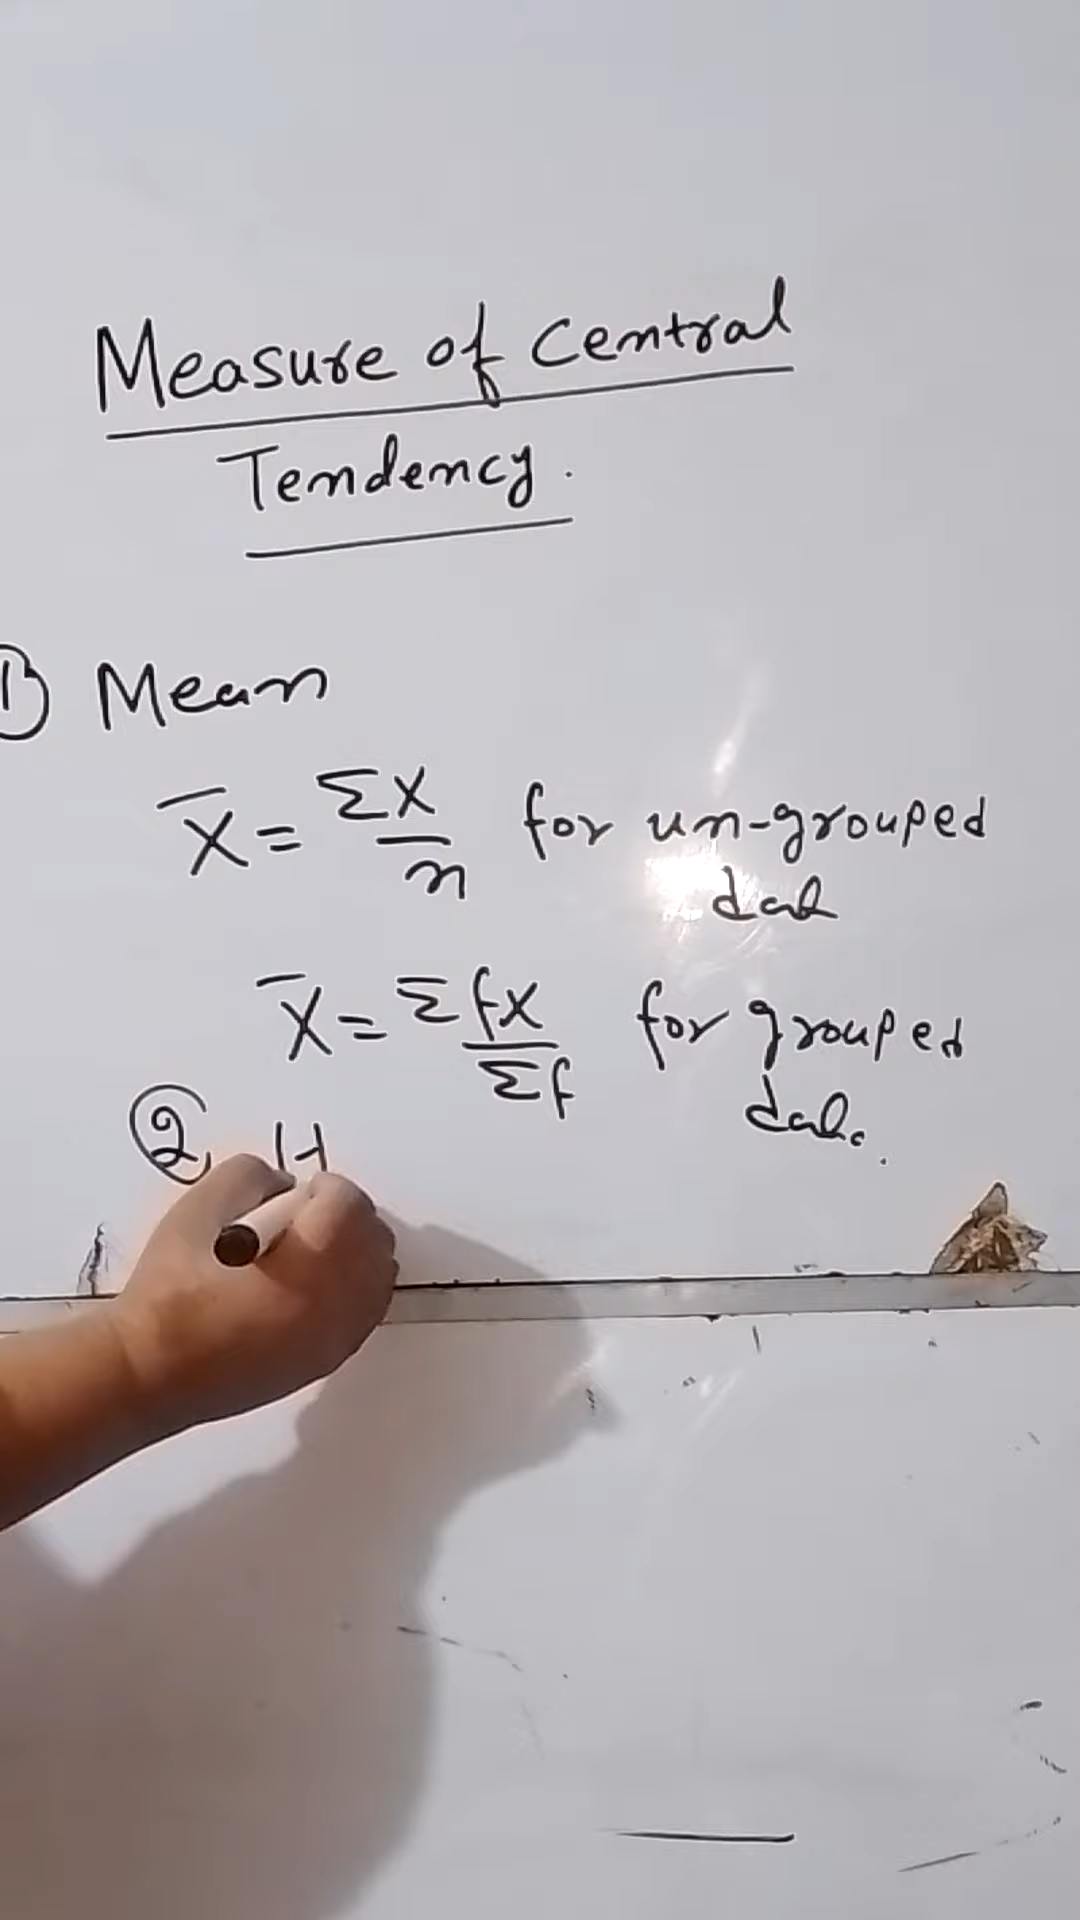 Measure of Central
Tendency.
① Mean
X̄ = ΣX/n for un-grouped
data
X̄ = ΣfX/Σf for grouped
data.
② H